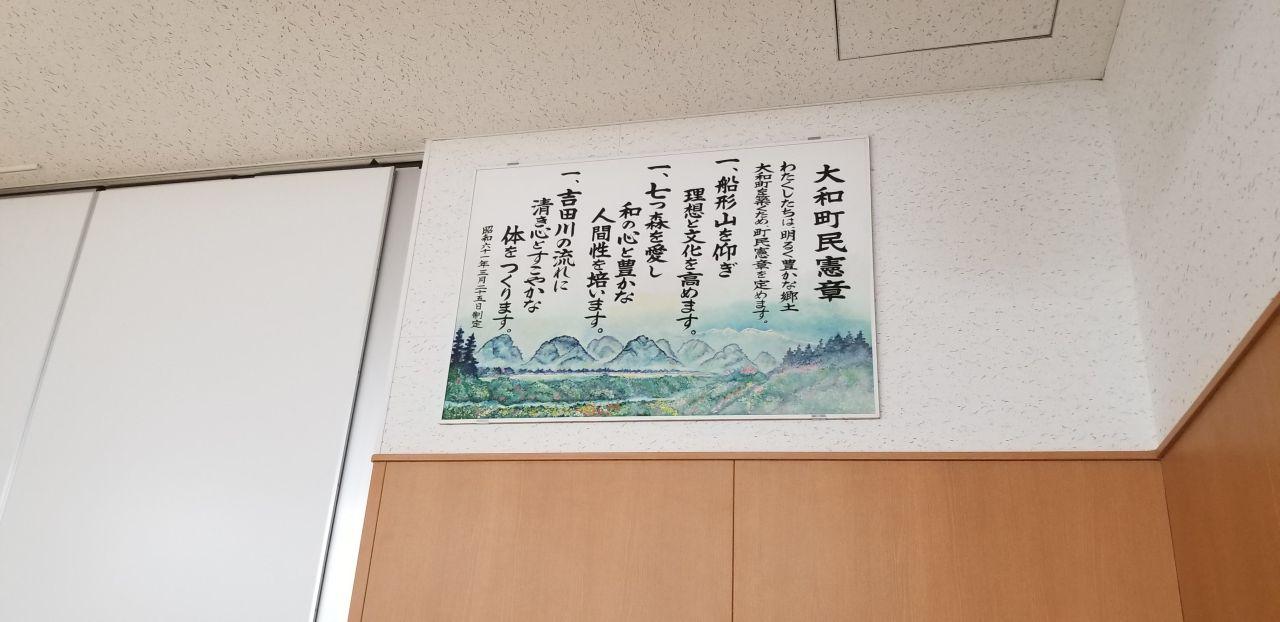 大和町民憲章
わたくしたちは明るく豊かな郷土
大和町を築くため町民憲章を定めます。
一、船形山を仰ぎ
理想と文化を高めます。
一、七つ森を愛し
和の心と豊かな
人間性を培います。
一、吉田川の流れに
清き心とすこやかな
体をつくります。
昭和六十一年三月二十五日制定